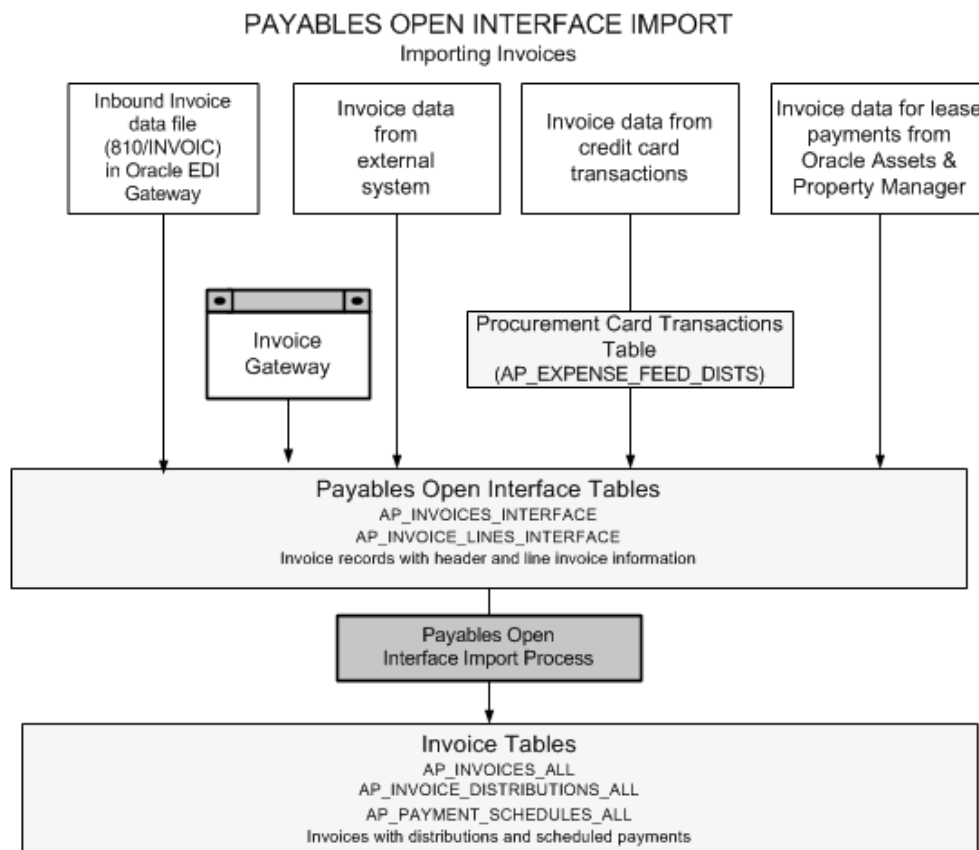 PAYABLES OPEN INTERFACE IMPORT
Importing Invoices
Inbound Invoice
data file
(810/INVOIC)
in Oracle EDI
Gateway
Invoice data
from
external
system
Invoice data from
credit card
transactions
Invoice data for lease
payments from
Oracle Assets &
Property Manager
Invoice
Gateway
Procurement Card Transactions
Table
(AP_EXPENSE_FEED_DISTS)
Payables Open Interface Tables
AP_INVOICES_INTERFACE
AP_INVOICE_LINES_INTERFACE
Invoice records with header and line invoice information
Payables Open
Interface Import Process
Invoice Tables
AP_INVOICES_ALL
AP_INVOICE_DISTRIBUTIONS_ALL
AP_PAYMENT_SCHEDULES_ALL
Invoices with distributions and scheduled payments